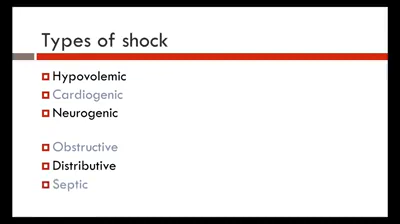 Types of shock
Hypovolemic
Cardiogenic
Neurogenic
Obstructive
Distributive
Septic